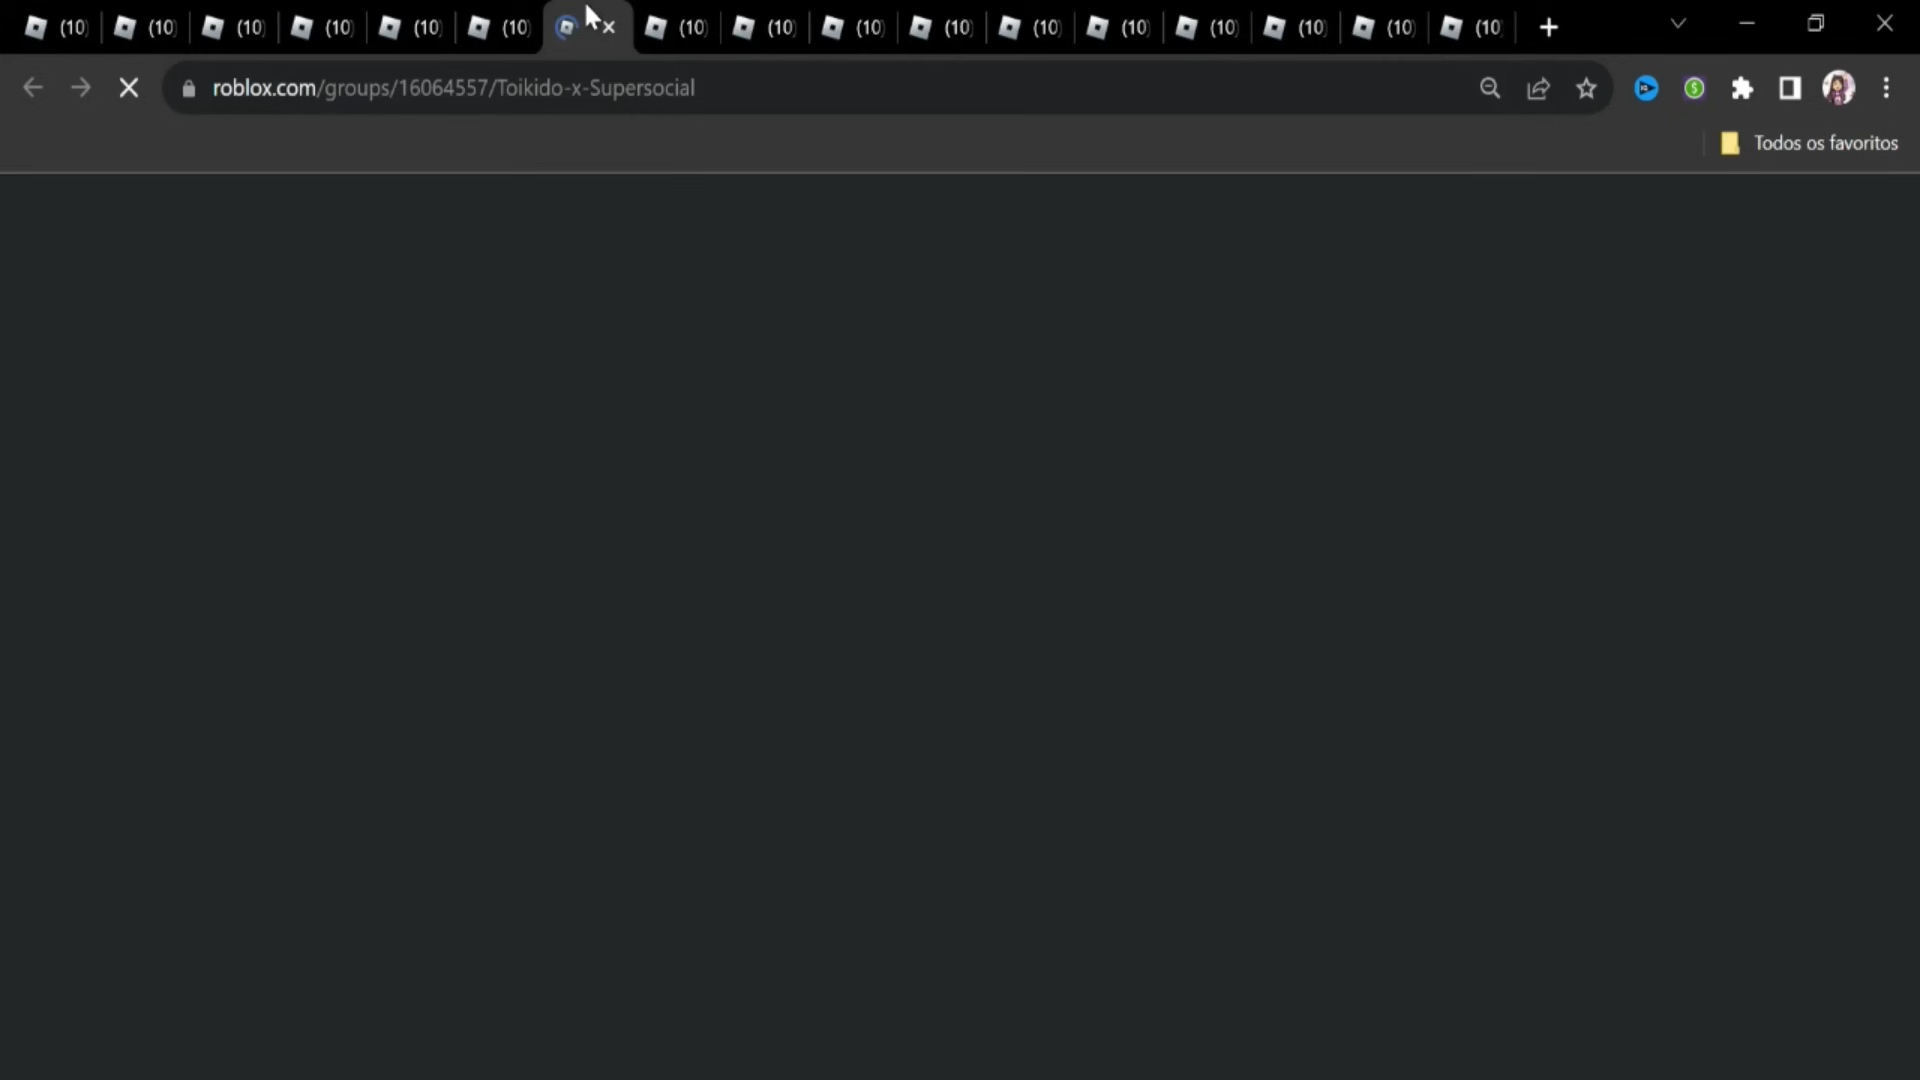 (10) (10) (10) (10) (10) (10) (10) (10) (10) (10) (10) (10) (10) (10) (10) (10)
roblox.com/groups/16064557/Toikido-x-Supersocial
Todos os favoritos